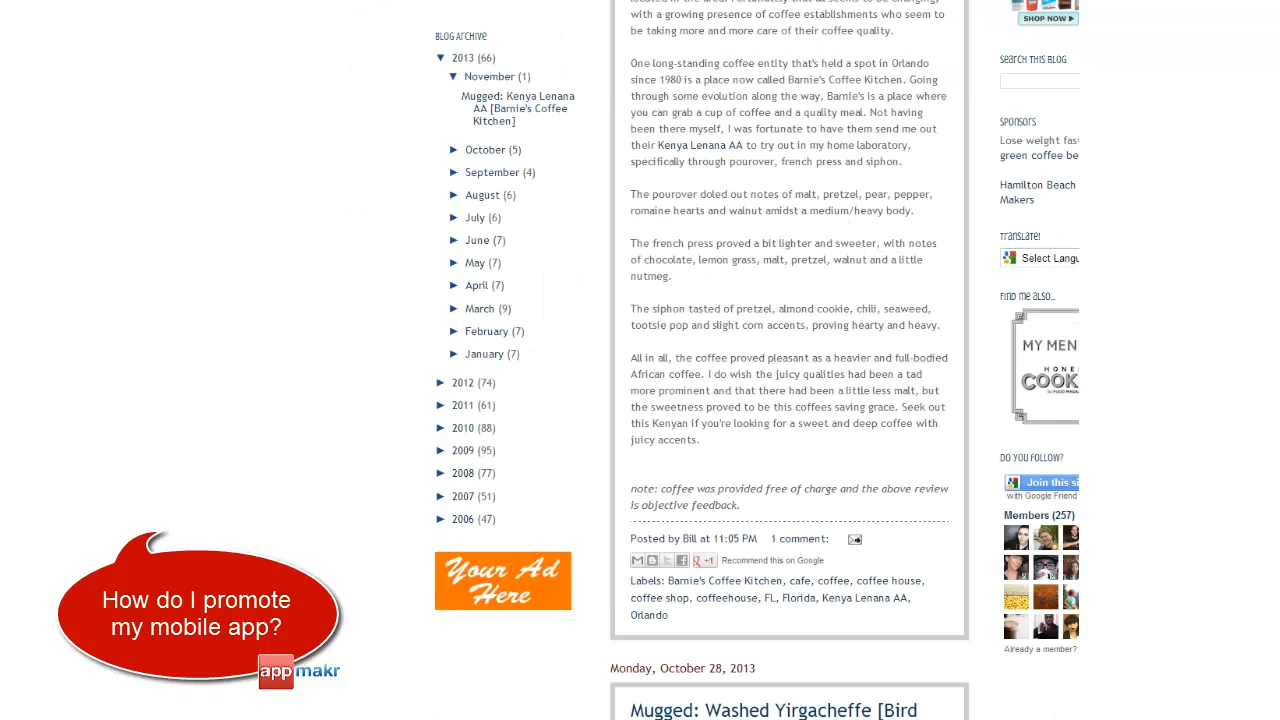 Blog Archive
▼ 2013 (66)
▼ November (1)
Mugged: Kenya Lenana
AA [Barnie's Coffee
Kitchen]
► October (5)
► September (4)
► August (6)
► July (6)
► June (7)
► May (7)
► April (7)
► March (9)
► February (7)
► January (7)
► 2012 (74)
► 2011 (61)
► 2010 (88)
► 2009 (95)
► 2008 (77)
► 2007 (51)
► 2006 (47)
Your Ad
Here
How do I promote
my mobile app?
appmakr
with a growing presence of coffee establishments who seem to
be taking more and more care of their coffee quality.
One long-standing coffee entity that's held a spot in Orlando
since 1980 is a place now called Barnie's Coffee Kitchen. Going
through some evolution along the way, Barnie's is a place where
you can grab a cup of coffee and a quality meal. Not having
been there myself, I was fortunate to have them send me out
their Kenya Lenana AA to try out in my home laboratory,
specifically through pourover, french press and siphon.
The pourover doled out notes of malt, pretzel, pear, pepper,
romaine hearts and walnut amidst a medium/heavy body.
The french press proved a bit lighter and sweeter, with notes
of chocolate, lemon grass, malt, pretzel, walnut and a little
nutmeg.
The siphon tasted of pretzel, almond cookie, chili, seaweed,
tootsie pop and slight corn accents, proving hearty and heavy.
All in all, the coffee proved pleasant as a heavier and full-bodied
African coffee. I do wish the juicy qualities had been a tad
more prominent and that there had been a little less malt, but
the sweetness proved to be this coffees saving grace. Seek out
this Kenyan if you're looking for a sweet and deep coffee with
juicy accents.
note: coffee was provided free of charge and the above review
is objective feedback.
Posted by Bill at 11:05 PM 1 comment:
+1 Recommend this on Google
Labels: Barnie's Coffee Kitchen, cafe, coffee, coffee house,
coffee shop, coffeehouse, FL, Florida, Kenya Lenana AA,
Orlando
Monday, October 28, 2013
Mugged: Washed Yirgacheffe [Bird
SHOP NOW ▶
Search This Blog
Sponsors
Lose weight fas
green coffee be
Hamilton Beach
Makers
Translate!
Select Langu
Find me also...
MY MEN
HONE
COOK
Do you follow?
Join this si
with Google Friend
Members (257)
Already a member?